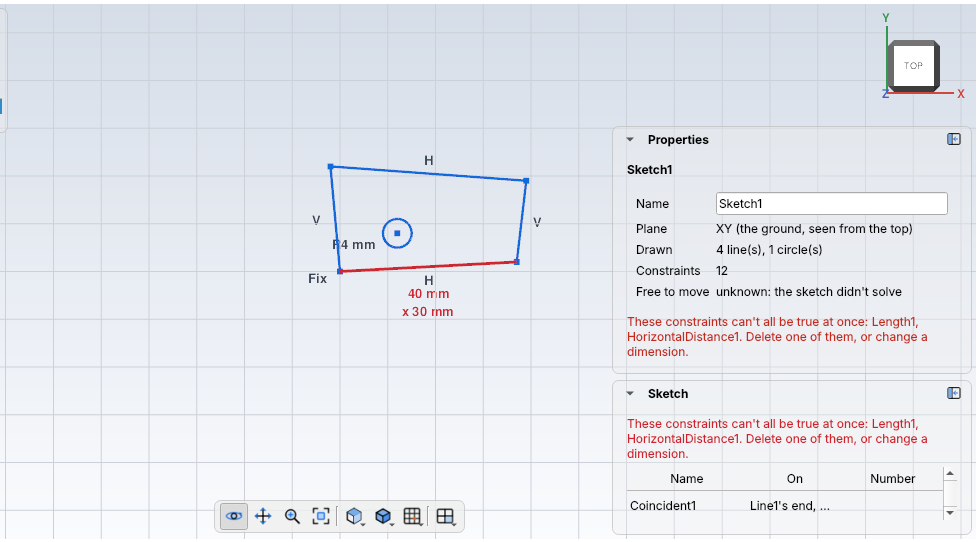 Y
TOP
Z
X
H
V
V
R4 mm
Fix
H
40 mm
x 30 mm
Properties
Sketch1
Name Sketch1
Plane XY (the ground, seen from the top)
Drawn 4 line(s), 1 circle(s)
Constraints 12
Free to move unknown: the sketch didn't solve
These constraints can't all be true at once: Length1,
HorizontalDistance1. Delete one of them, or change a
dimension.
Sketch
These constraints can't all be true at once: Length1,
HorizontalDistance1. Delete one of them, or change a
dimension.
Name On Number
Coincident1 Line1's end, ...